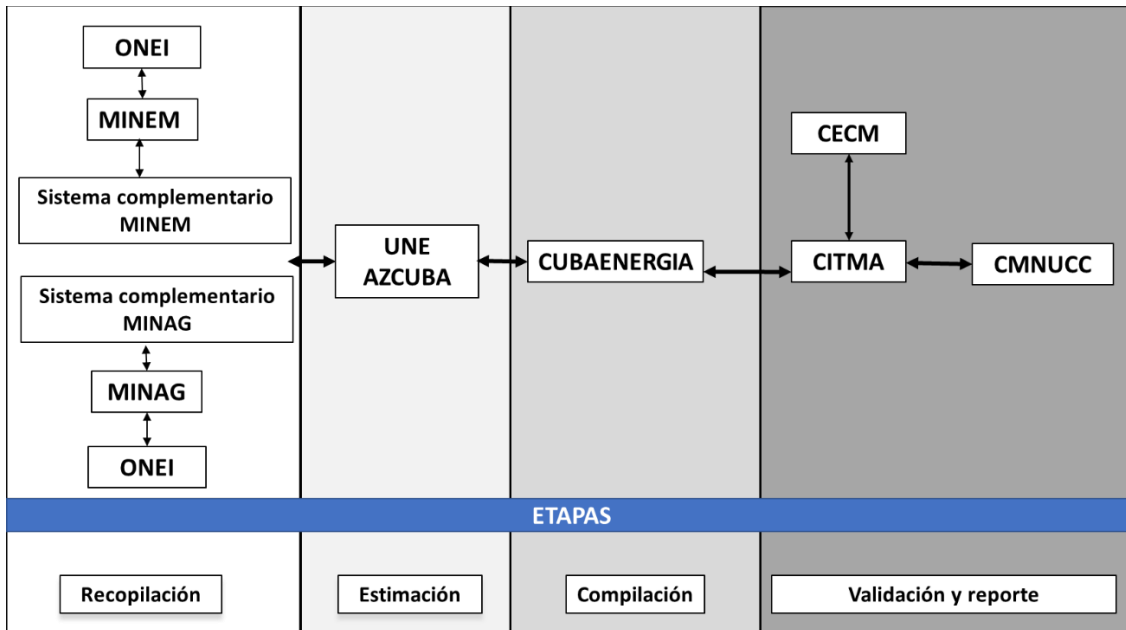 ONEI
MINEM
Sistema complementario
MINEM
Sistema complementario
MINAG
MINAG
ONEI
UNE
AZCUBA
CUBAENERGIA
CECM
CITMA
CMNUCC
ETAPAS
Recopilación
Estimación
Compilación
Validación y reporte